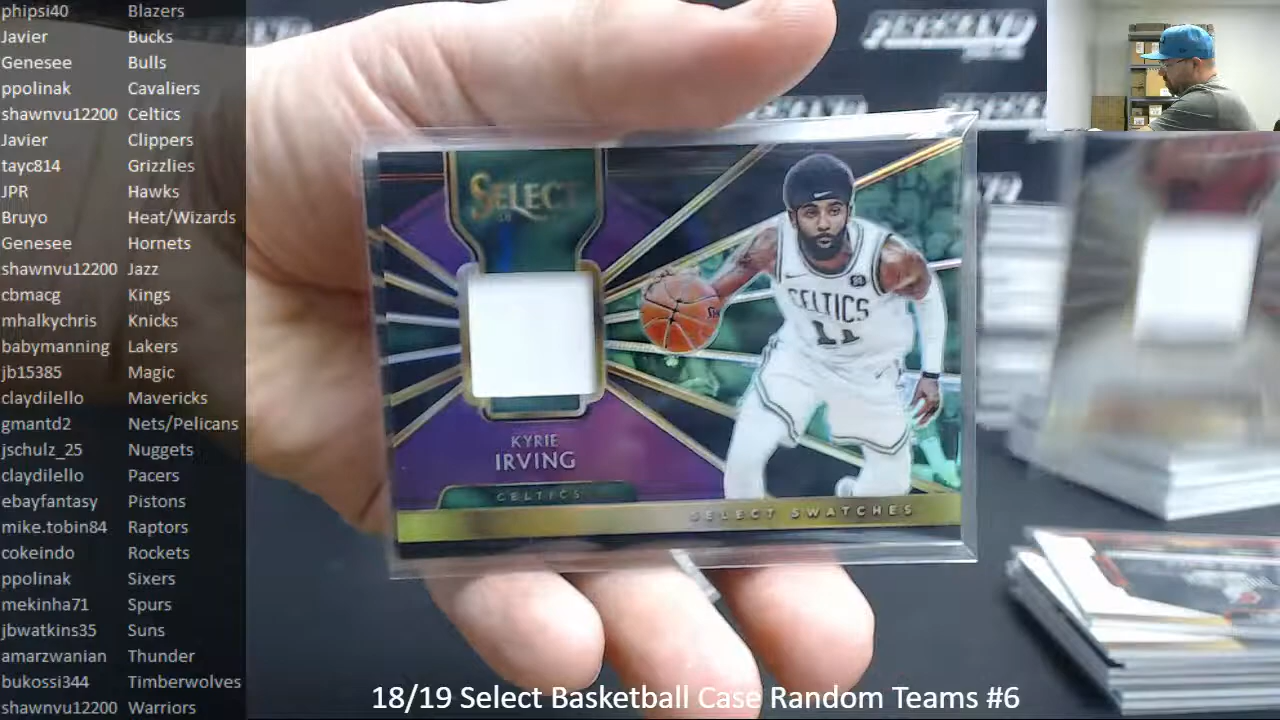 phipsi40 Blazers
Javier Bucks
Genesee Bulls
ppolinak Cavaliers
shawnvu12200 Celtics
Javier Clippers
tayc814 Grizzlies
JPR Hawks
Bruyo Heat/Wizards
Genesee Hornets
shawnvu12200 Jazz
cbmacg Kings
mhalkychris Knicks
babymanning Lakers
jb15385 Magic
claydilello Mavericks
gmantd2 Nets/Pelicans
jschulz_25 Nuggets
claydilello Pacers
ebayfantasy Pistons
mike.tobin84 Raptors
cokeindo Rockets
ppolinak Sixers
mekinha71 Spurs
jbwatkins35 Suns
amarzwanian Thunder
bukossi344 Timberwolves
shawnvu12200 Warriors
SELECT
CELTICS
11
KYRIE
IRVING
CELTICS
SELECT SWATCHES
18/19 Select Basketball Case Random Teams #6